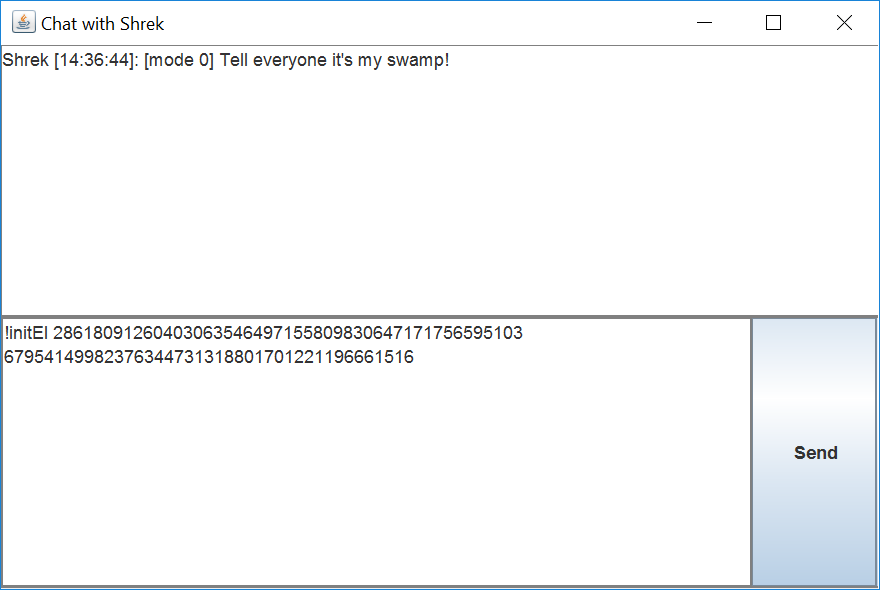 Chat with Shrek
Shrek [14:36:44]: [mode 0] Tell everyone it's my swamp!
!initEl 28618091260403063546497155809830647171756595103
67954149982376344731318801701221196661516
Send